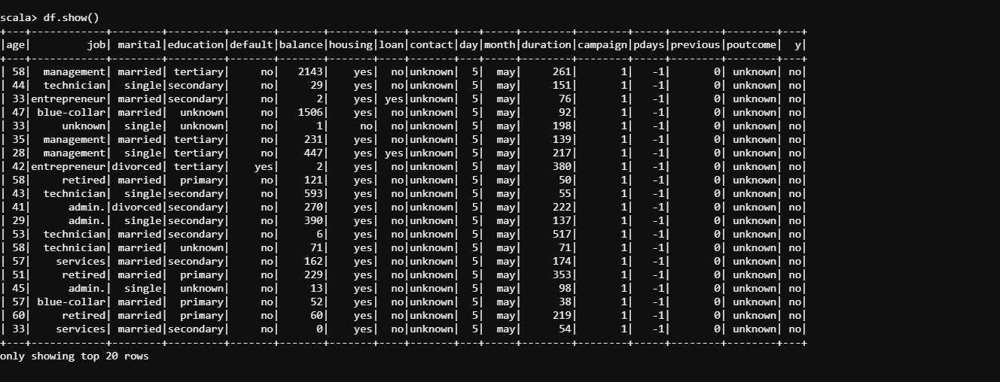 scala> df.show()
+---+------------+--------+---------+-------+-------+-------+----+-------+---+-----+--------+--------+-----+--------+--------+---+
|age|         job| marital|education|default|balance|housing|loan|contact|day|month|duration|campaign|pdays|previous|poutcome|  y|
+---+------------+--------+---------+-------+-------+-------+----+-------+---+-----+--------+--------+-----+--------+--------+---+
| 58|  management| married| tertiary|     no|   2143|    yes|  no|unknown|  5|  may|     261|       1|   -1|       0| unknown| no|
| 44|  technician|  single|secondary|     no|     29|    yes|  no|unknown|  5|  may|     151|       1|   -1|       0| unknown| no|
| 33|entrepreneur| married|secondary|     no|      2|    yes| yes|unknown|  5|  may|      76|       1|   -1|       0| unknown| no|
| 47| blue-collar| married|  unknown|     no|   1506|    yes|  no|unknown|  5|  may|      92|       1|   -1|       0| unknown| no|
| 33|     unknown|  single|  unknown|     no|      1|     no|  no|unknown|  5|  may|     198|       1|   -1|       0| unknown| no|
| 35|  management| married| tertiary|     no|    231|    yes|  no|unknown|  5|  may|     139|       1|   -1|       0| unknown| no|
| 28|  management|  single| tertiary|     no|    447|    yes| yes|unknown|  5|  may|     217|       1|   -1|       0| unknown| no|
| 42|entrepreneur|divorced| tertiary|    yes|      2|    yes|  no|unknown|  5|  may|     380|       1|   -1|       0| unknown| no|
| 58|     retired| married|  primary|     no|    121|    yes|  no|unknown|  5|  may|      50|       1|   -1|       0| unknown| no|
| 43|  technician|  single|secondary|     no|    593|    yes|  no|unknown|  5|  may|      55|       1|   -1|       0| unknown| no|
| 41|      admin.|divorced|secondary|     no|    270|    yes|  no|unknown|  5|  may|     222|       1|   -1|       0| unknown| no|
| 29|      admin.|  single|secondary|     no|    390|    yes|  no|unknown|  5|  may|     137|       1|   -1|       0| unknown| no|
| 53|  technician| married|secondary|     no|      6|    yes|  no|unknown|  5|  may|     517|       1|   -1|       0| unknown| no|
| 58|  technician| married|  unknown|     no|     71|    yes|  no|unknown|  5|  may|      71|       1|   -1|       0| unknown| no|
| 57|    services| married|secondary|     no|    162|    yes|  no|unknown|  5|  may|     174|       1|   -1|       0| unknown| no|
| 51|     retired| married|  primary|     no|    229|    yes|  no|unknown|  5|  may|     353|       1|   -1|       0| unknown| no|
| 45|      admin.|  single|  unknown|     no|     13|    yes|  no|unknown|  5|  may|      98|       1|   -1|       0| unknown| no|
| 57| blue-collar| married|  primary|     no|     52|    yes|  no|unknown|  5|  may|      38|       1|   -1|       0| unknown| no|
| 60|     retired| married|  primary|     no|     60|    yes|  no|unknown|  5|  may|     219|       1|   -1|       0| unknown| no|
| 33|    services| married|secondary|     no|      0|    yes|  no|unknown|  5|  may|      54|       1|   -1|       0| unknown| no|
+---+------------+--------+---------+-------+-------+-------+----+-------+---+-----+--------+--------+-----+--------+--------+---+
only showing top 20 rows